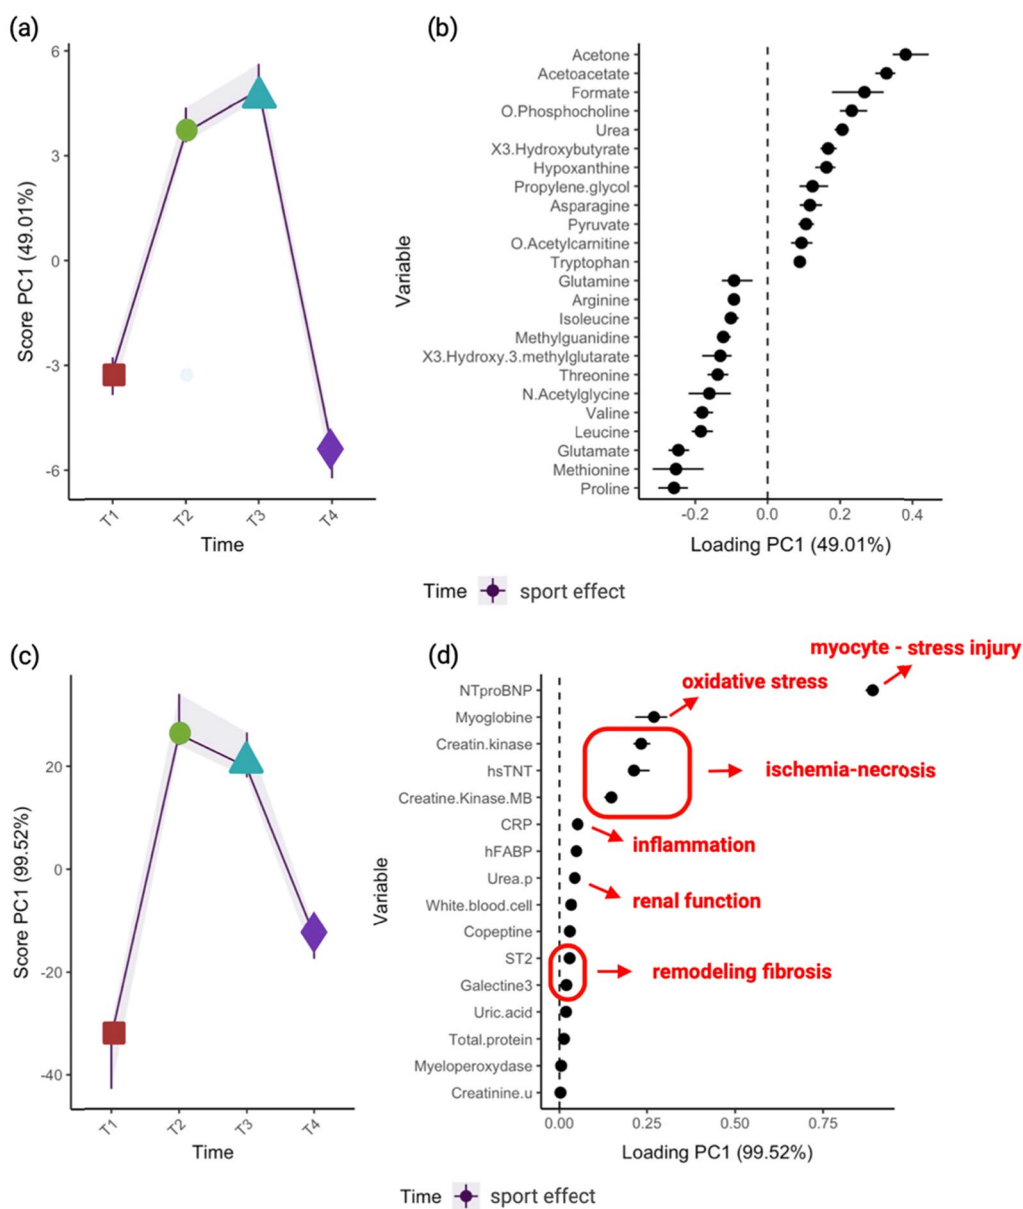 (a)
6
3
0
-3
-6
Score PC1 (49.01%)
T1
T2
T3
T4
Time
(b)
Variable
Acetone
Acetoacetate
Formate
O.Phosphocholine
Urea
X3.Hydroxybutyrate
Hypoxanthine
Propylene.glycol
Asparagine
Pyruvate
O.Acetylcarnitine
Tryptophan
Glutamine
Arginine
Isoleucine
Methylguanidine
X3.Hydroxy.3.methylglutarate
Threonine
N.Acetylglycine
Valine
Leucine
Glutamate
Methionine
Proline
-0.2
0.0
0.2
0.4
Loading PC1 (49.01%)
Time sport effect
(c)
20
0
-20
-40
Score PC1 (99.52%)
T1
T2
T3
T4
Time
(d)
Variable
NTproBNP
myocyte - stress injury
Myoglobine
oxidative stress
Creatin.kinase
hsTNT
ischemia-necrosis
Creatine.Kinase.MB
CRP
inflammation
hFABP
Urea.p
renal function
White.blood.cell
Copeptine
ST2
remodeling fibrosis
Galectine3
Uric.acid
Total.protein
Myeloperoxydase
Creatinine.u
0.00
0.25
0.50
0.75
Loading PC1 (99.52%)
Time sport effect